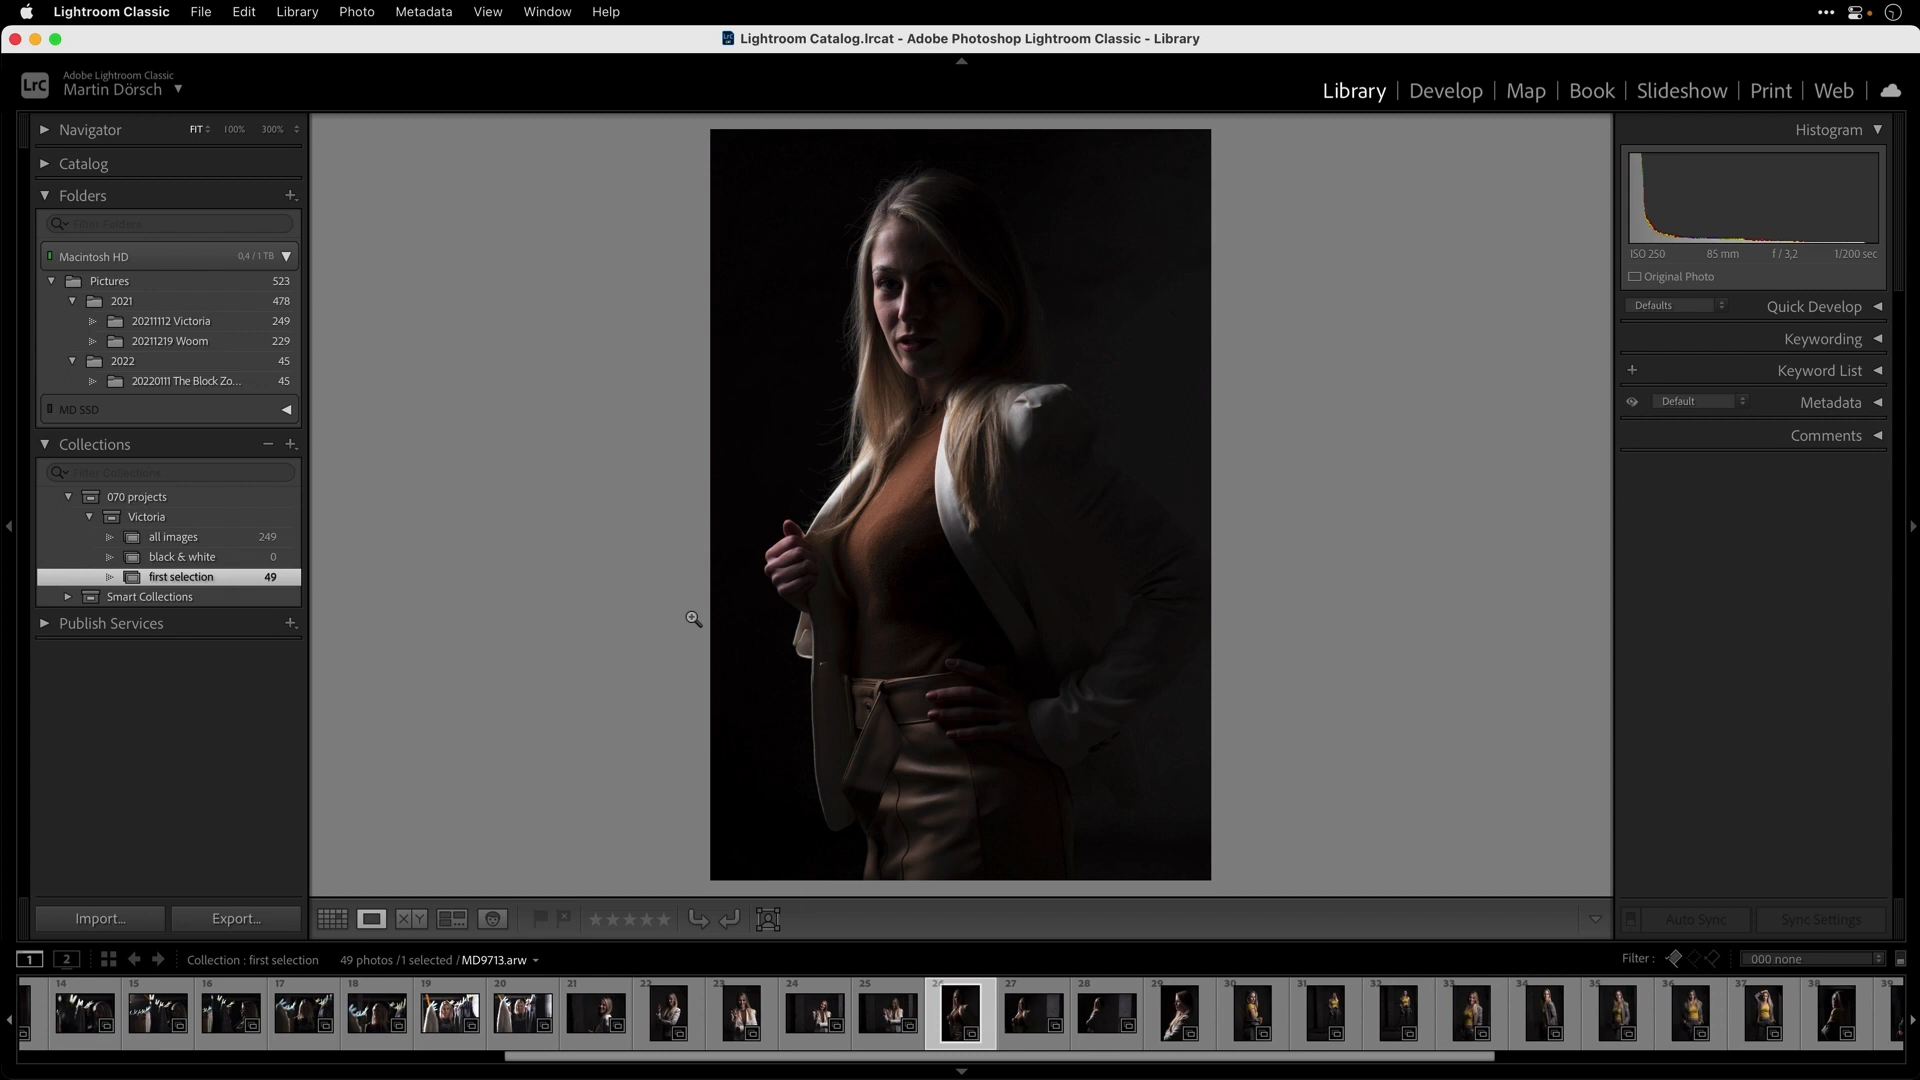 Lightroom Classic File Edit Library Photo Metadata View Window Help
Lightroom Catalog.lrcat - Adobe Photoshop Lightroom Classic - Library
LrC
Adobe Lightroom Classic
Martin Dörsch
Library | Develop | Map | Book | Slideshow | Print | Web
Navigator FIT 100% 300%
Catalog
Folders
Filter Folders
Macintosh HD 0,4 / 1 TB
Pictures 523
2021 478
20211112 Victoria 249
20211219 Woom 229
2022 45
20220111 The Block Zo... 45
MD SSD
Collections
Filter Collections
070 projects
Victoria
all images 249
black & white 0
first selection 49
Smart Collections
Publish Services
Import... Export...
Histogram
ISO 250 85 mm f / 3,2 1/200 sec
Original Photo
Defaults Quick Develop
Keywording
Keyword List
Default Metadata
Comments
X Y
Auto Sync Sync Settings
1 2 Collection : first selection 49 photos / 1 selected / MD9713.arw
Filter : 000 none
14 15 16 17 18 19 20 21 22 23 24 25 26 27 28 29 30 31 32 33 34 35 36 37 38 39